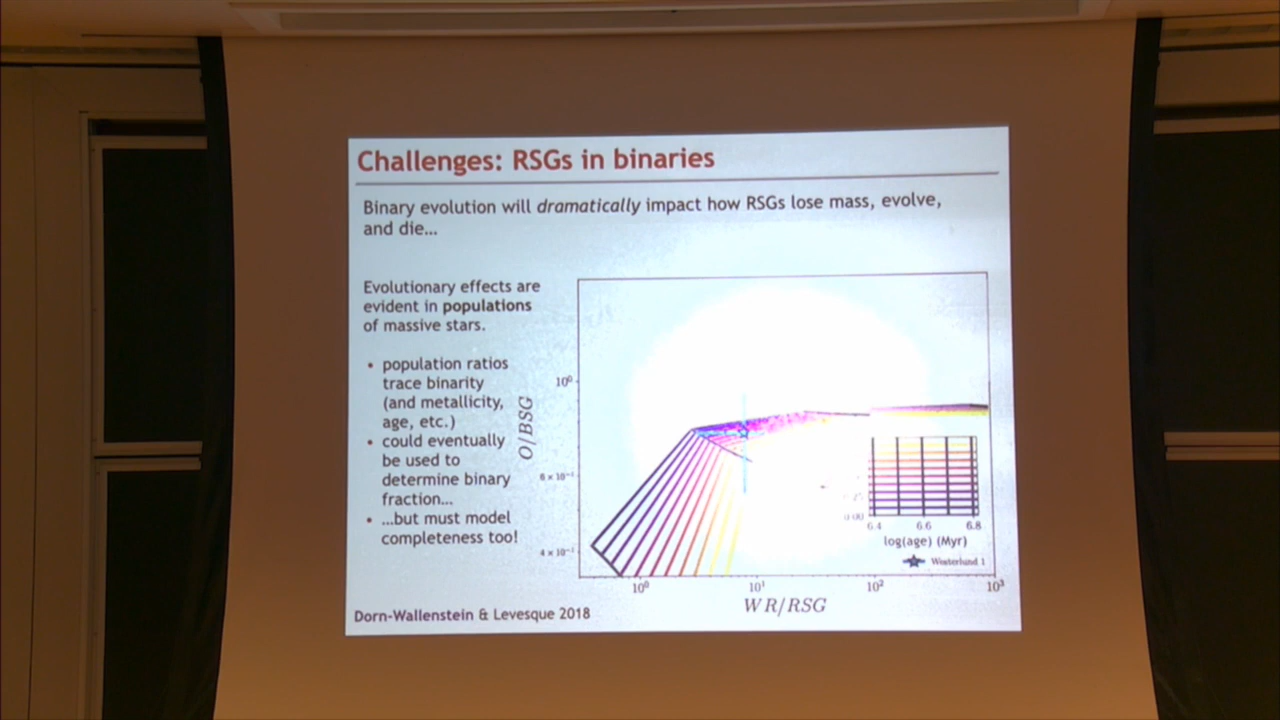 Challenges: RSGs in binaries
Binary evolution will dramatically impact how RSGs lose mass, evolve,
and die...
Evolutionary effects are
evident in populations
of massive stars.
• population ratios
trace binarity
(and metallicity,
age, etc.)
• could eventually
be used to
determine binary
fraction...
• ...but must model
completeness too!
O/BSG
10⁰
6 × 10⁻¹
4 × 10⁻¹
10⁰
10¹
10²
10³
WR/RSG
0.00
6.4
6.6
6.8
log(age) (Myr)
Westerlund 1
Dorn-Wallenstein & Levesque 2018